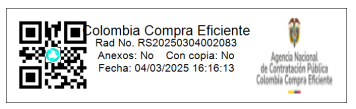 Colombia Compra Eficiente
Rad No. RS20250304002083
Anexos: No Con copia: No
Fecha: 04/03/2025 16:16:13
Agencia Nacional
de Contratación Pública
Colombia Compra Eficiente